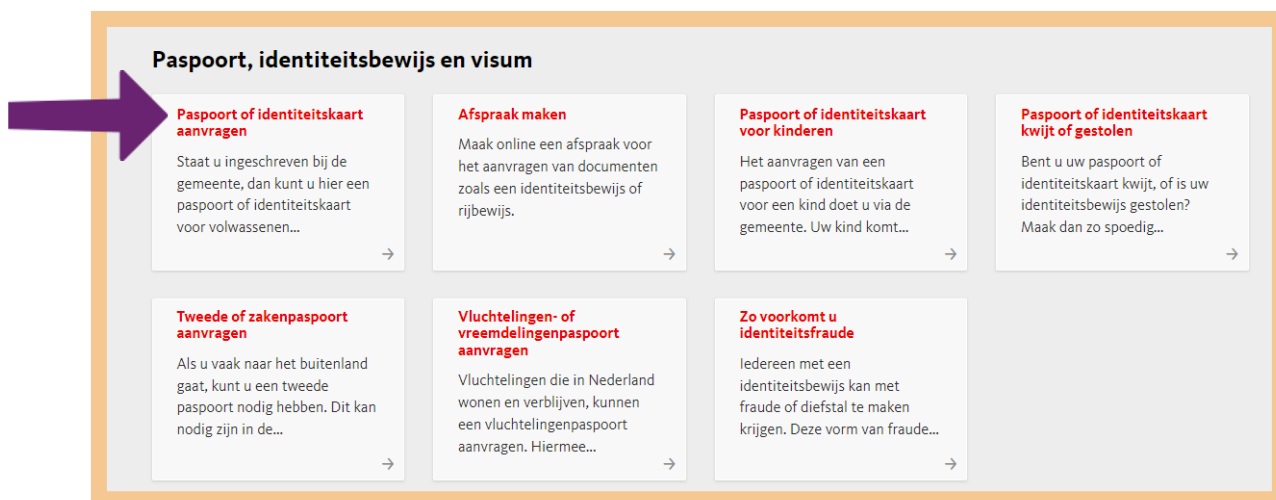 Paspoort, identiteitsbewijs en visum
Paspoort of identiteitskaart
aanvragen
Staat u ingeschreven bij de
gemeente, dan kunt u hier een
paspoort of identiteitskaart
voor volwassenen...
Afspraak maken
Maak online een afspraak voor
het aanvragen van documenten
zoals een identiteitsbewijs of
rijbewijs.
Paspoort of identiteitskaart
voor kinderen
Het aanvragen van een
paspoort of identiteitskaart
voor een kind doet u via de
gemeente. Uw kind komt...
Paspoort of identiteitskaart
kwijt of gestolen
Bent u uw paspoort of
identiteitskaart kwijt, of is uw
identiteitsbewijs gestolen?
Maak dan zo spoedig...
Tweede of zakenpaspoort
aanvragen
Als u vaak naar het buitenland
gaat, kunt u een tweede
paspoort nodig hebben. Dit kan
nodig zijn in de...
Vluchtelingen- of
vreemdelingenpaspoort
aanvragen
Vluchtelingen die in Nederland
wonen en verblijven, kunnen
een vluchtelingenpaspoort
aanvragen. Hiermee...
Zo voorkomt u
identiteitsfraude
Iedereen met een
identiteitsbewijs kan met
fraude of diefstal te maken
krijgen. Deze vorm van fraude...